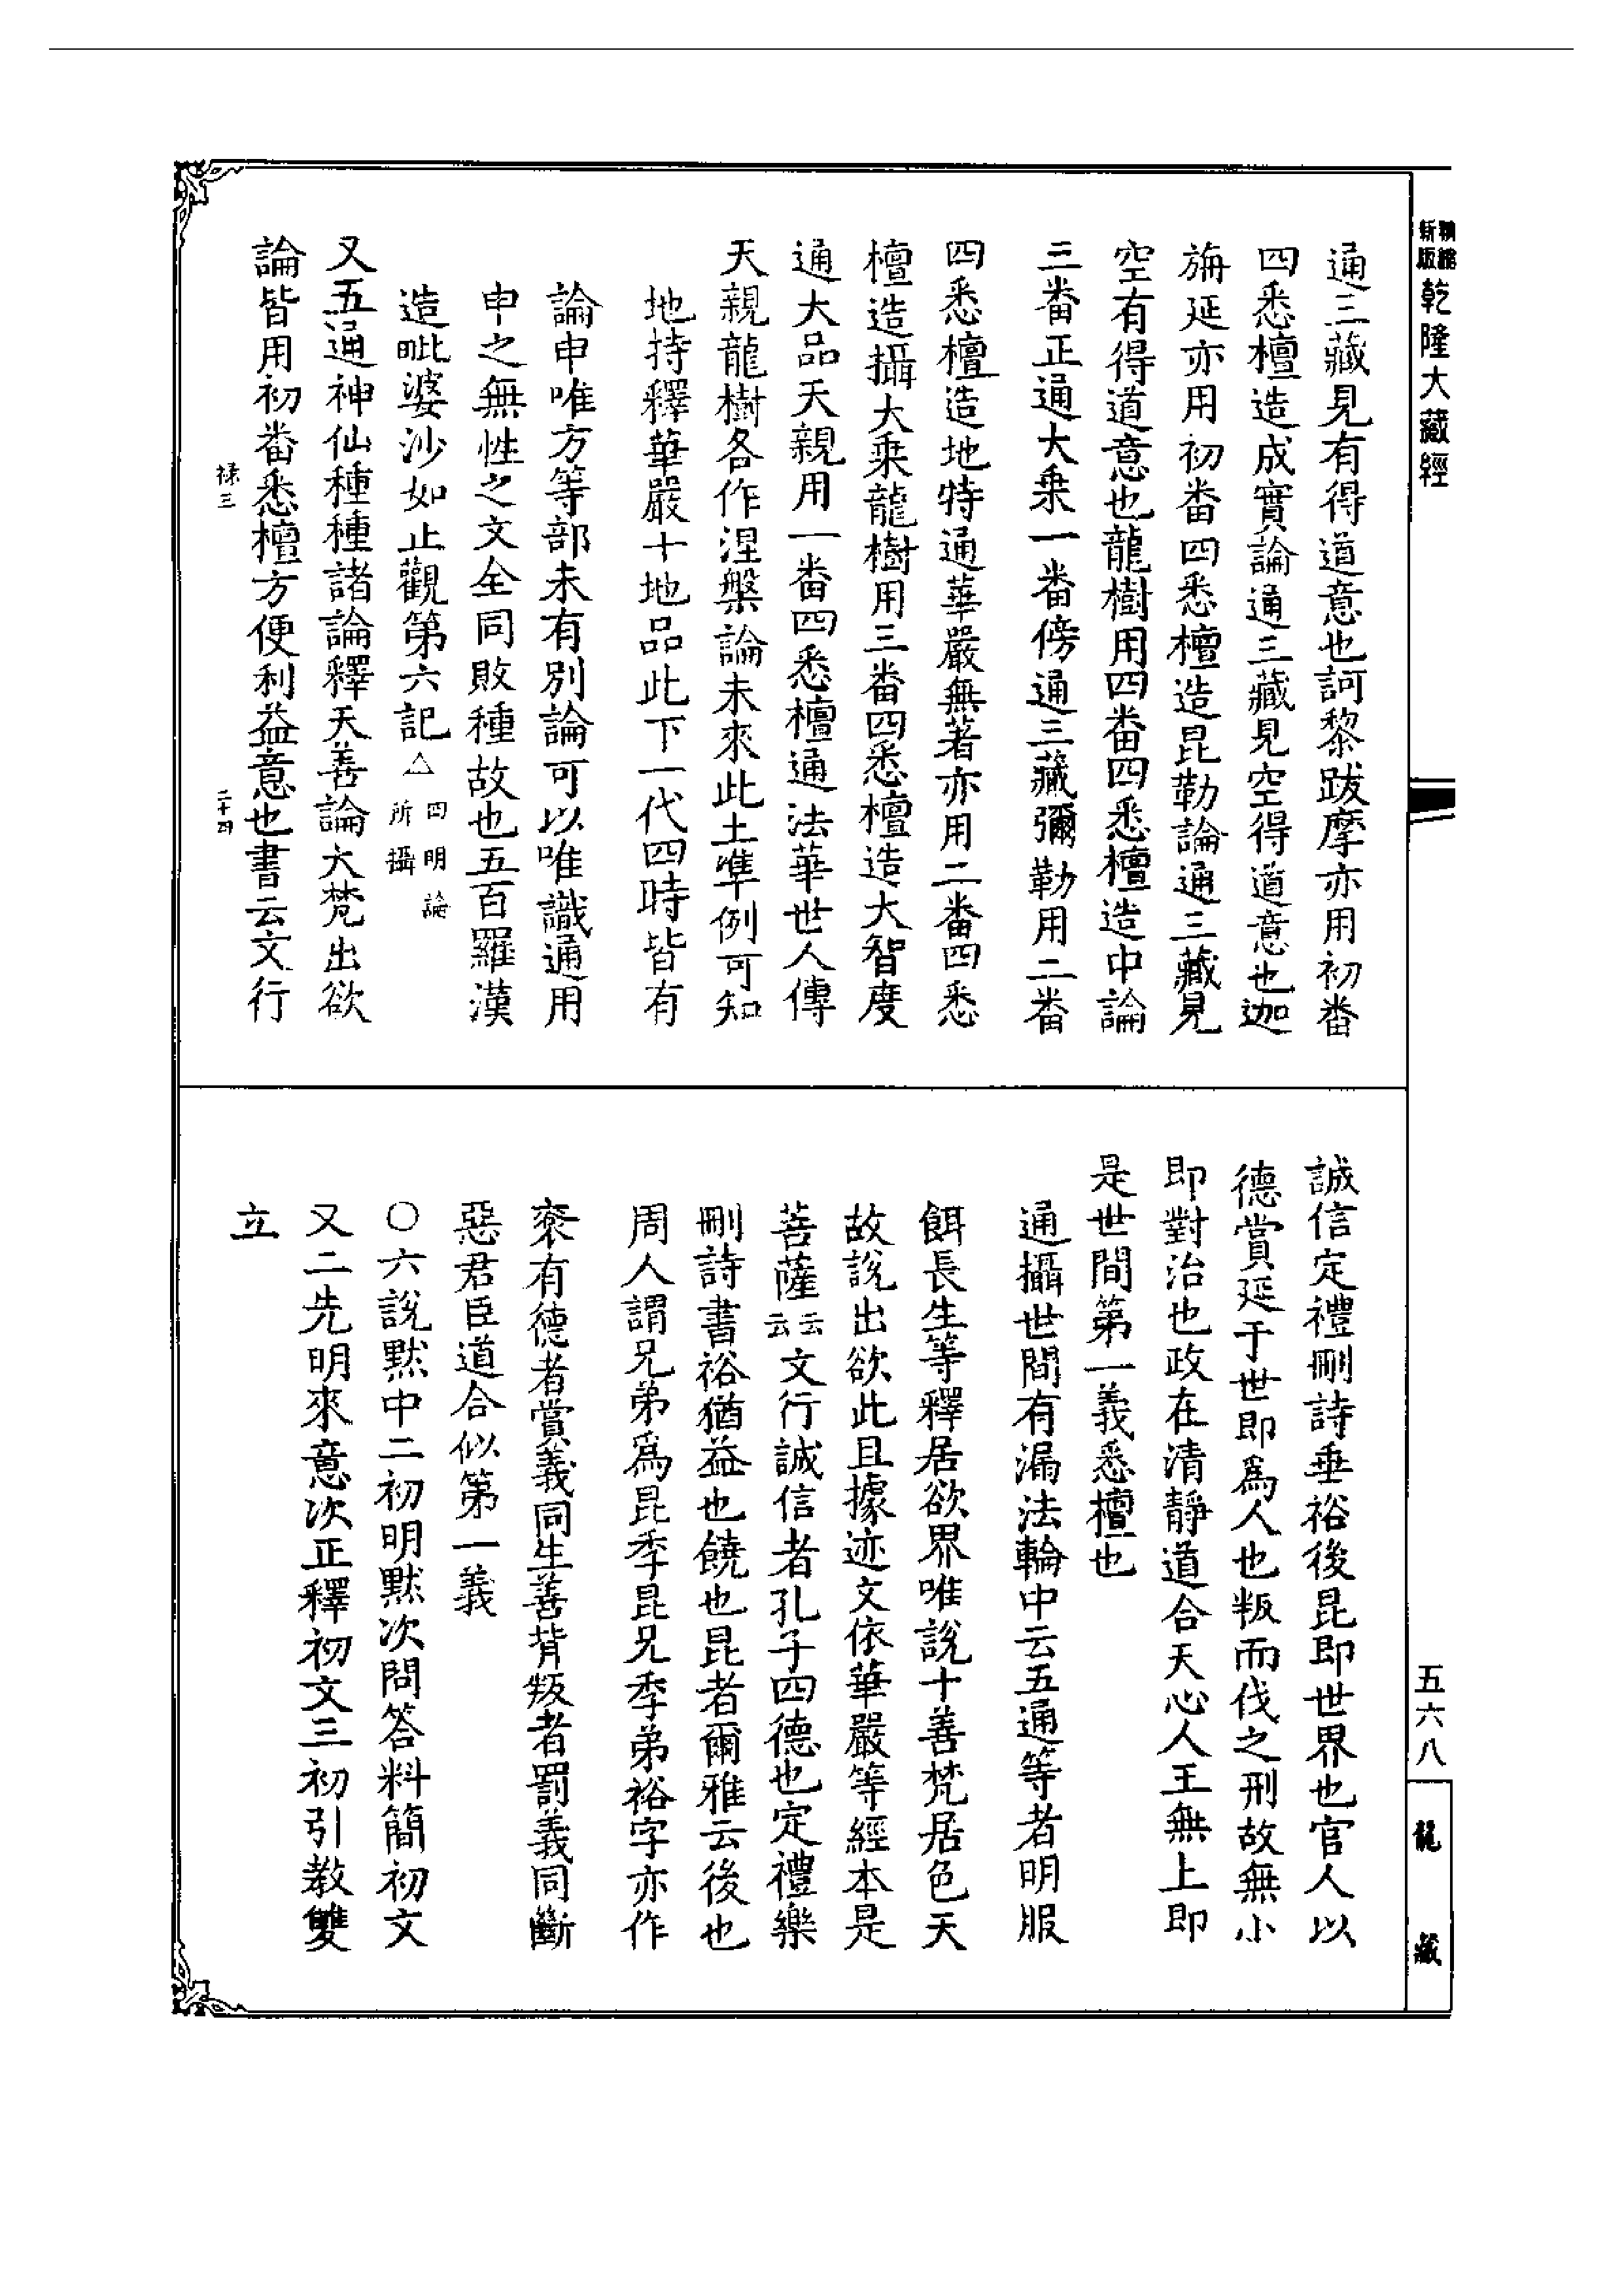 新版精縮乾隆大藏經
通三藏見有得道意也訶黎跋摩亦用初番
四悉檀造成實論通三藏見空得道意也迦
旃延亦用初番四悉檀造昆勒論通三藏見
空有得道意也龍樹用四番四悉檀造中論
三番正通大乘一番傍通三藏彌勒用二番
四悉檀造地持通華嚴無著亦用二番四悉
檀造攝大乘龍樹用三番四悉檀造大智度
通大品天親用一番四悉檀通法華世人傳
天親龍樹各作涅槃論未來此土準例可知
地持釋華嚴十地品此下一代四時皆有
論申唯方等部未有別論可以唯識通用
申之無性之文全同敗種故也五百羅漢
造毗婆沙如止觀第六記△四明論所攝
又五通神仙種種諸論釋天善論大梵出欲
論皆用初番悉檀方便利益意也書云文行
祿三
二十四
誠信定禮刪詩垂裕後昆即世界也官人以
德賞延于世即爲人也叛而伐之刑故無小
即對治也政在清靜道合天心人王無上即
是世間第一義悉檀也
通攝世間有漏法輪中云五通等者明服
餌長生等釋居欲界唯說十善梵居色天
故說出欲此且據迹文依華嚴等經本是
菩薩云云文行誠信者孔子四德也定禮樂
刪詩書裕猶益也饒也昆者爾雅云後也
周人謂兄弟爲昆季昆兄季弟裕字亦作
袞有德者賞義同生善背叛者罰義同斷
惡君臣道合似第一義
○六說默中二初明默次問答料簡初文
又二先明來意次正釋初文三初引教雙
立
五六八
龍藏